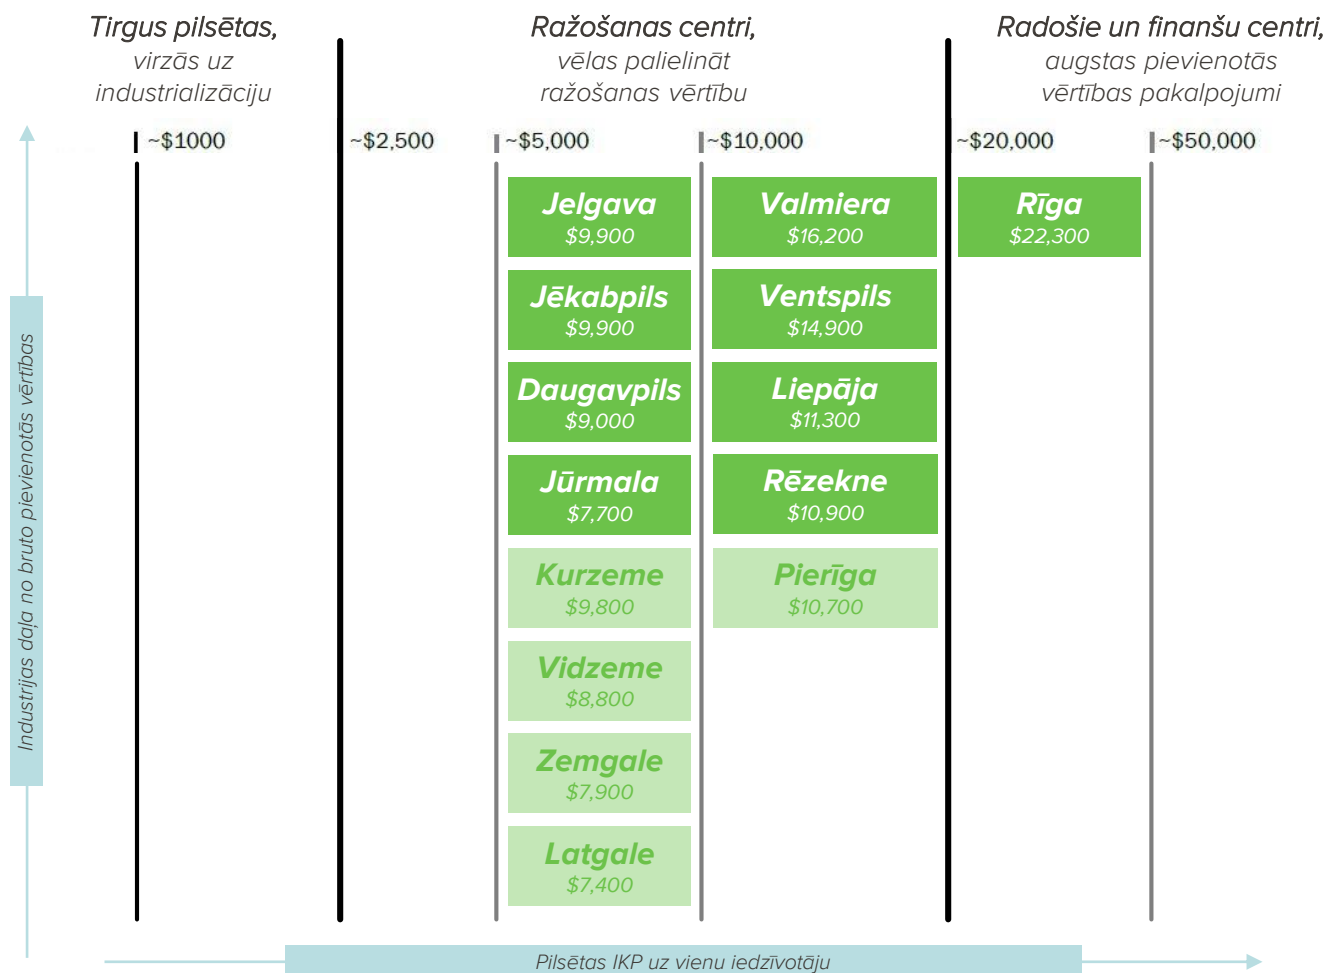 Tirgus pilsētas,
virzās uz
industrializāciju
Ražošanas centri,
vēlas palielināt
ražošanas vērtību
Radošie un finanšu centri,
augstas pievienotās
vērtības pakalpojumi
~$1000
~$2,500
~$5,000
~$10,000
~$20,000
~$50,000
Jelgava
$9,900
Valmiera
$16,200
Rīga
$22,300
Jēkabpils
$9,900
Ventspils
$14,900
Daugavpils
$9,000
Liepāja
$11,300
Jūrmala
$7,700
Rēzekne
$10,900
Kurzeme
$9,800
Pierīga
$10,700
Vidzeme
$8,800
Zemgale
$7,900
Latgale
$7,400
Industrijas daļa no bruto pievienotās vērtības
Pilsētas IKP uz vienu iedzīvotāju